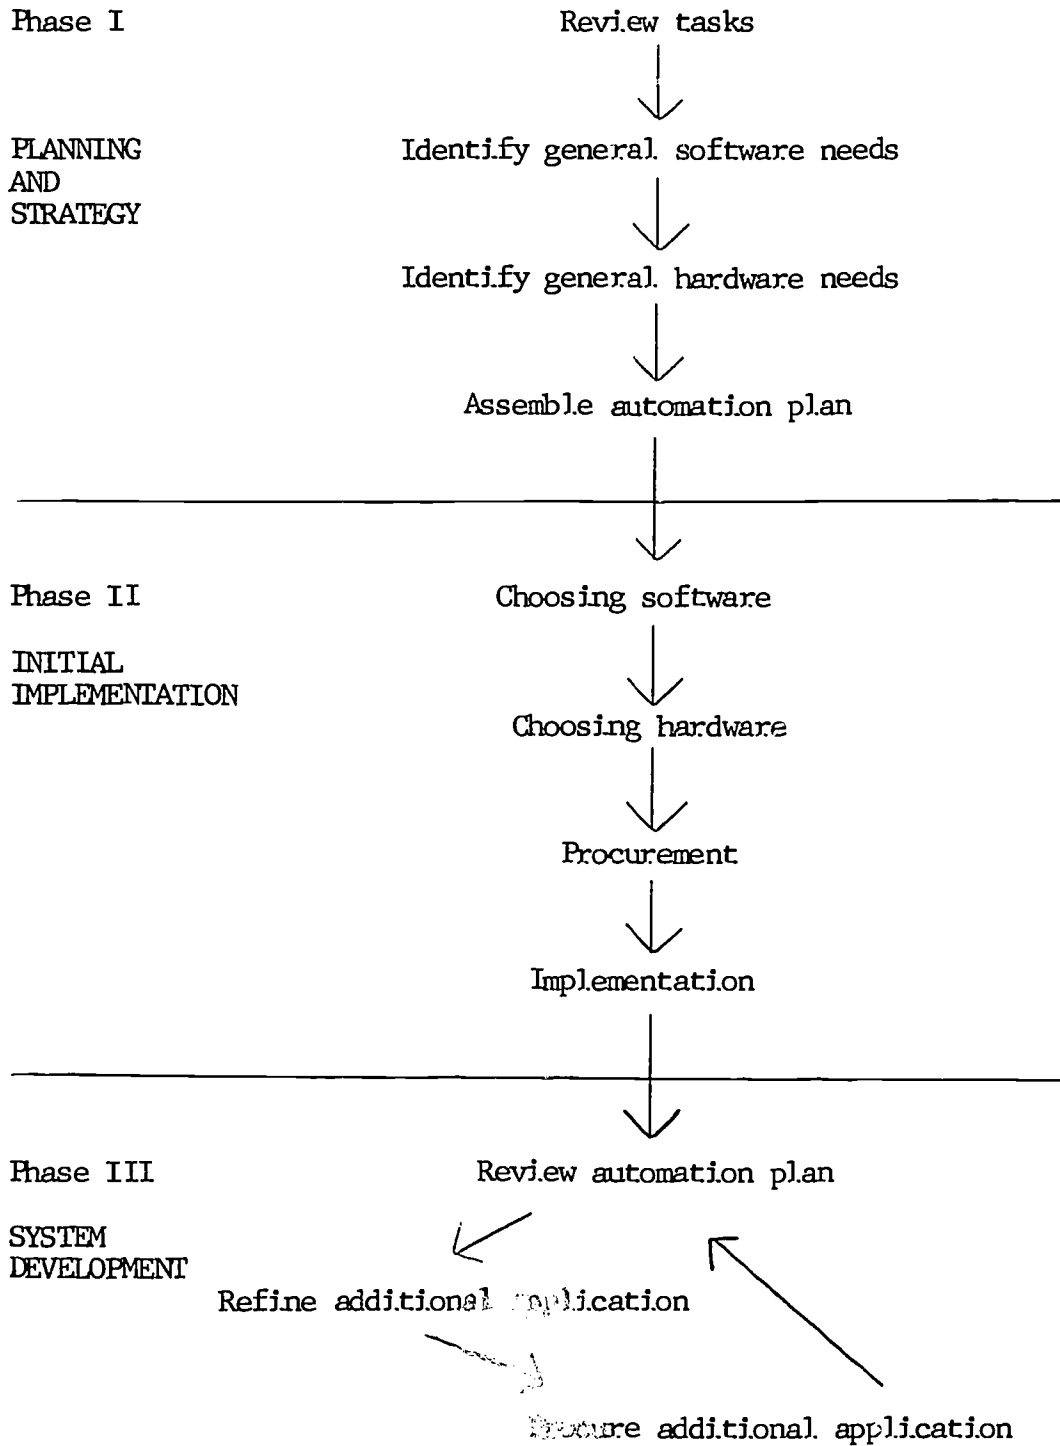 Phase I
Review tasks
PLANNING
AND
STRATEGY
Identify general software needs
Identify general hardware needs
Assemble automation plan
Phase II
Choosing software
INITIAL
IMPLEMENTATION
Choosing hardware
Procurement
Implementation
Phase III
Review automation plan
SYSTEM
DEVELOPMENT
Refine additional application
Procure additional application